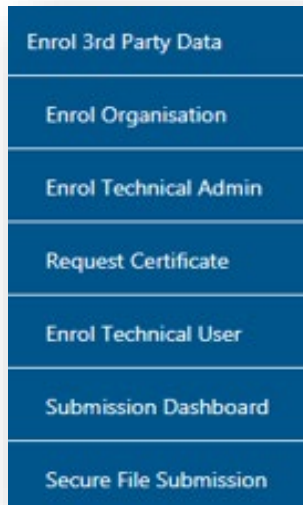 Enrol 3rd Party Data
Enrol Organisation
Enrol Technical Admin
Request Certificate
Enrol Technical User
Submission Dashboard
Secure File Submission